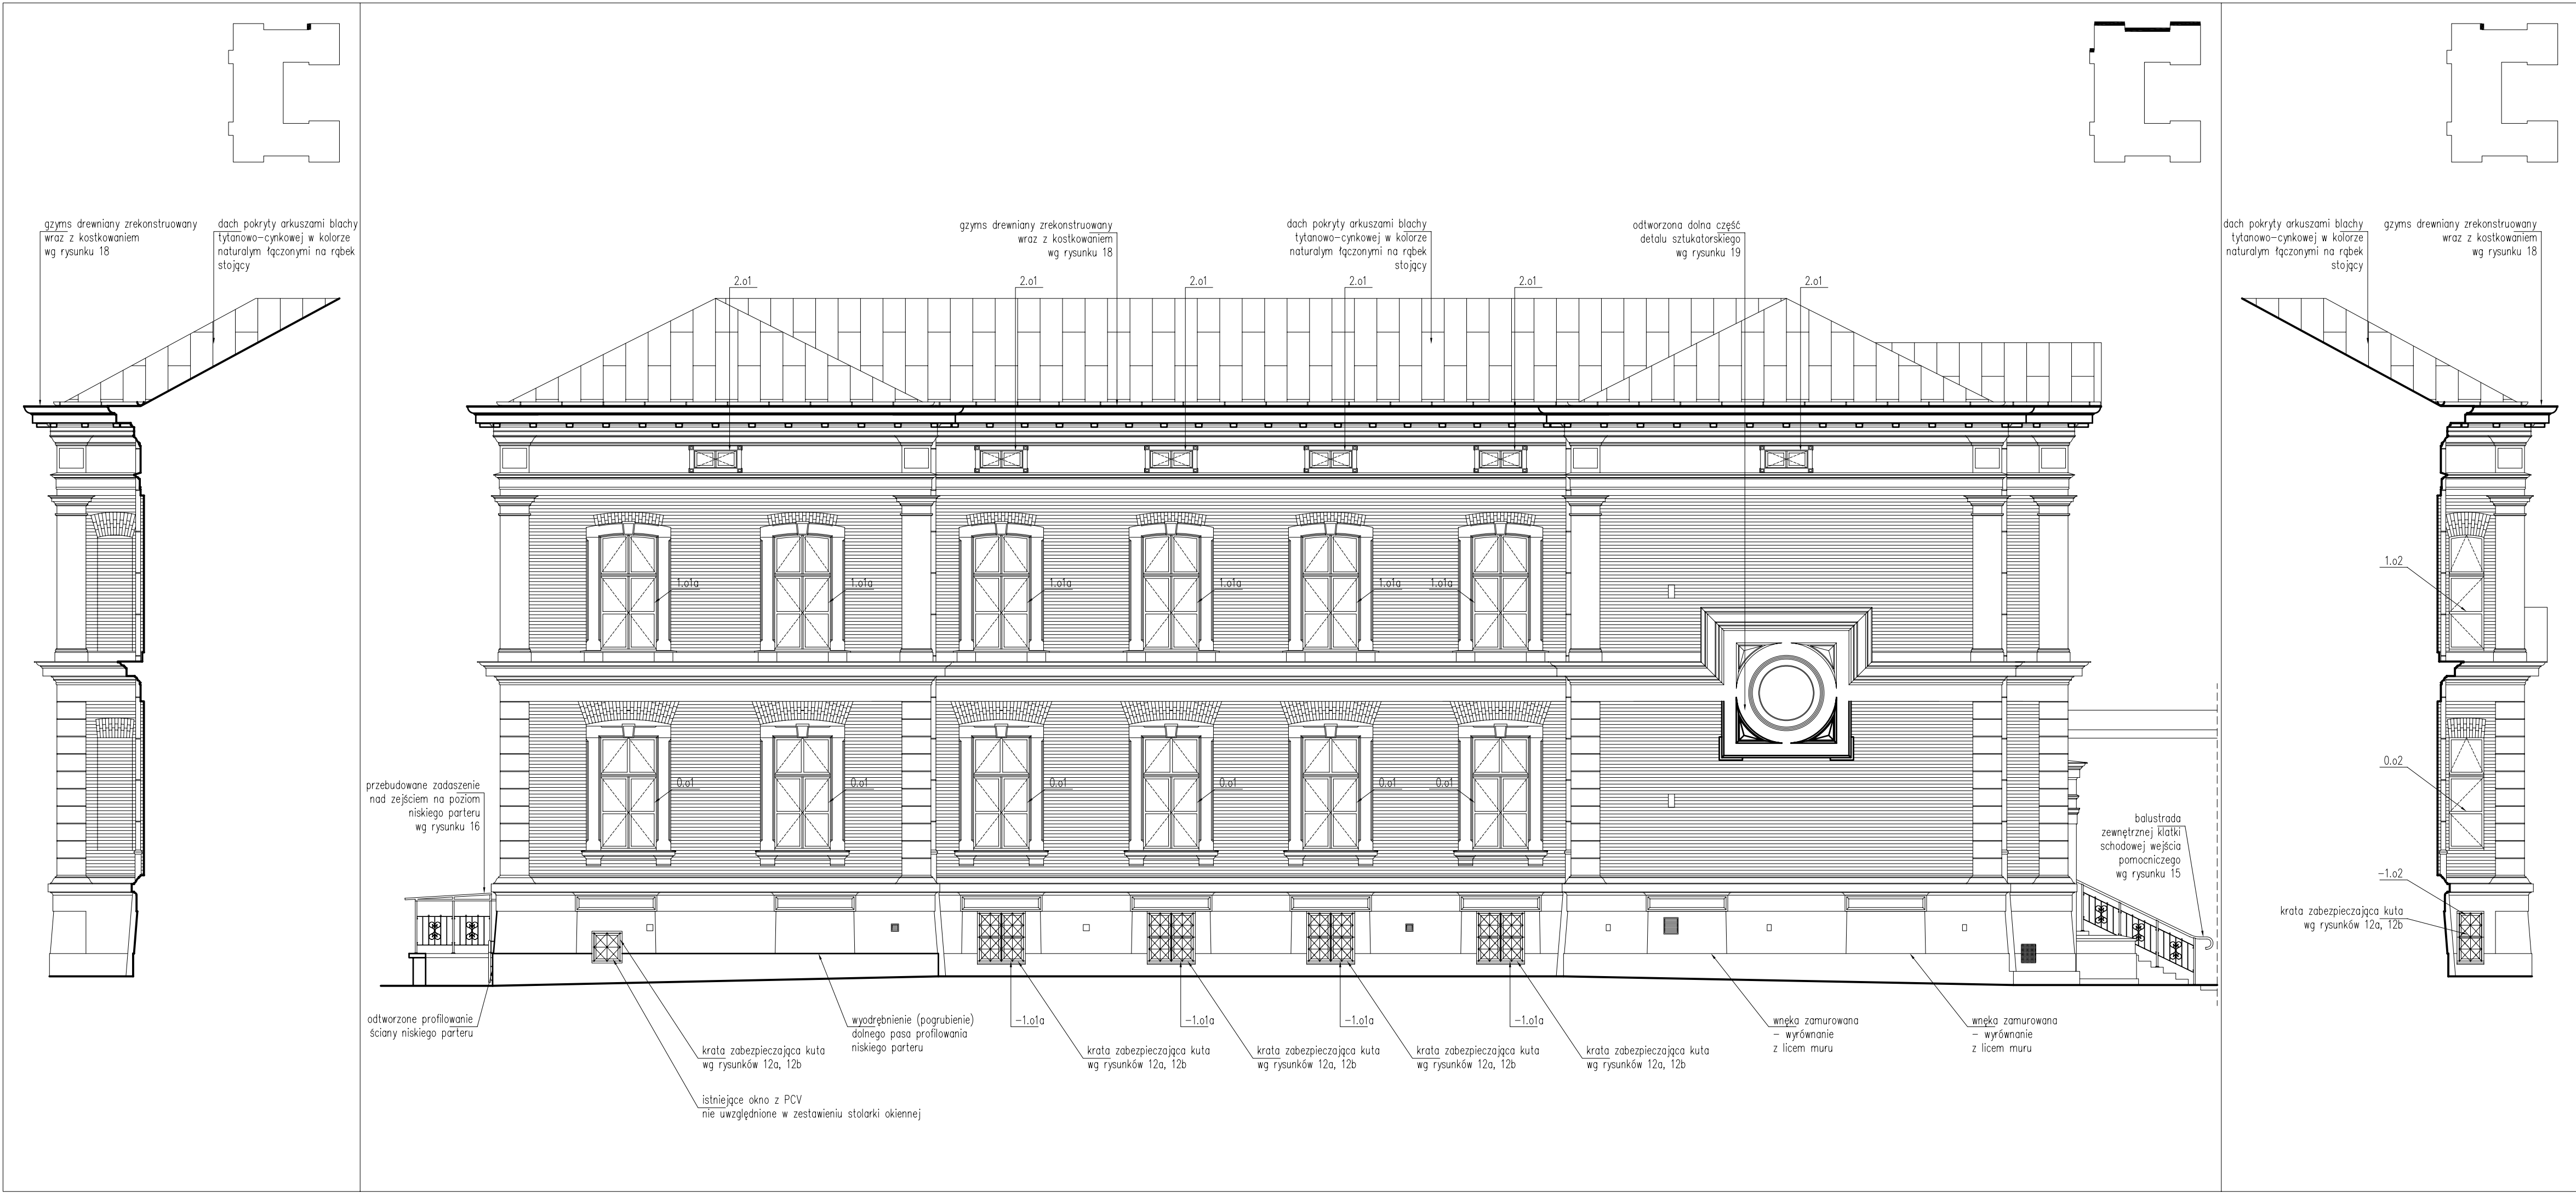 gzyms drewniany zrekonstruowany
wraz z kostkowaniem
wg rysunku 18
dach pokryty arkuszami blachy
tytanowo-cynkowej w kolorze
naturalym łączonymi na rąbek
stojący
gzyms drewniany zrekonstruowany
wraz z kostkowaniem
wg rysunku 18
dach pokryty arkuszami blachy
tytanowo-cynkowej w kolorze
naturalym łączonymi na rąbek
stojący
odtworzona dolna część
detalu sztukatorskiego
wg rysunku 19
2.o1
2.o1
2.o1
2.o1
2.o1
2.o1
1.o1a
1.o1a
1.o1a
1.o1a
1.o1a
1.o1a
0.o1
0.o1
0.o1
0.o1
0.o1
0.o1
przebudowane zadaszenie
nad zejściem na poziom
niskiego parteru
wg rysunku 16
balustrada
zewnętrznej klatki
schodowej wejścia
pomocniczego
wg rysunku 15
odtworzone profilowanie
ściany niskiego parteru
wyodrębnienie (pogrubienie)
dolnego pasa profilowania
niskiego parteru
-1.o1a
-1.o1a
-1.o1a
-1.o1a
wnęka zamurowana
- wyrównanie
z licem muru
wnęka zamurowana
- wyrównanie
z licem muru
krata zabezpieczająca kuta
wg rysunków 12a, 12b
krata zabezpieczająca kuta
wg rysunków 12a, 12b
krata zabezpieczająca kuta
wg rysunków 12a, 12b
krata zabezpieczająca kuta
wg rysunków 12a, 12b
krata zabezpieczająca kuta
wg rysunków 12a, 12b
istniejące okno z PCV
nie uwzględnione w zestawieniu stolarki okiennej
dach pokryty arkuszami blachy
tytanowo-cynkowej w kolorze
naturalym łączonymi na rąbek
stojący
gzyms drewniany zrekonstruowany
wraz z kostkowaniem
wg rysunku 18
1.o2
0.o2
-1.o2
krata zabezpieczająca kuta
wg rysunków 12a, 12b